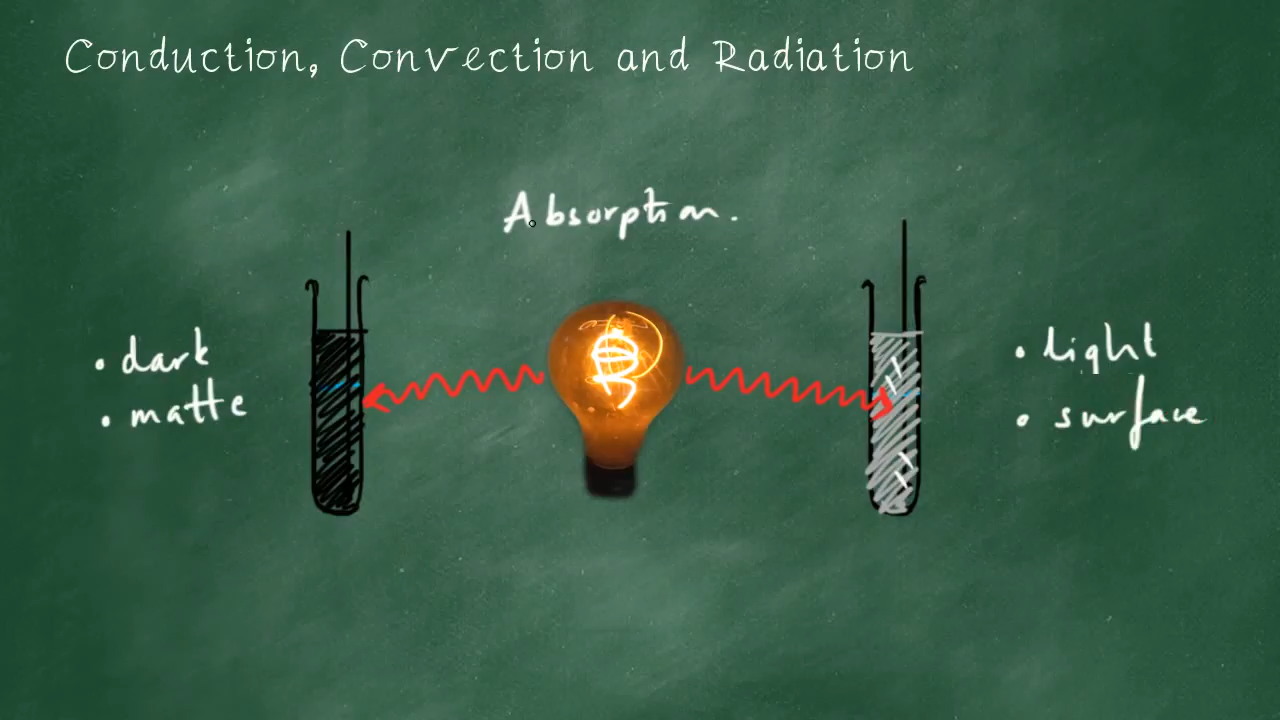 Conduction, Convection and Radiation
Absorption.
• dark
• matte
• light
• surface